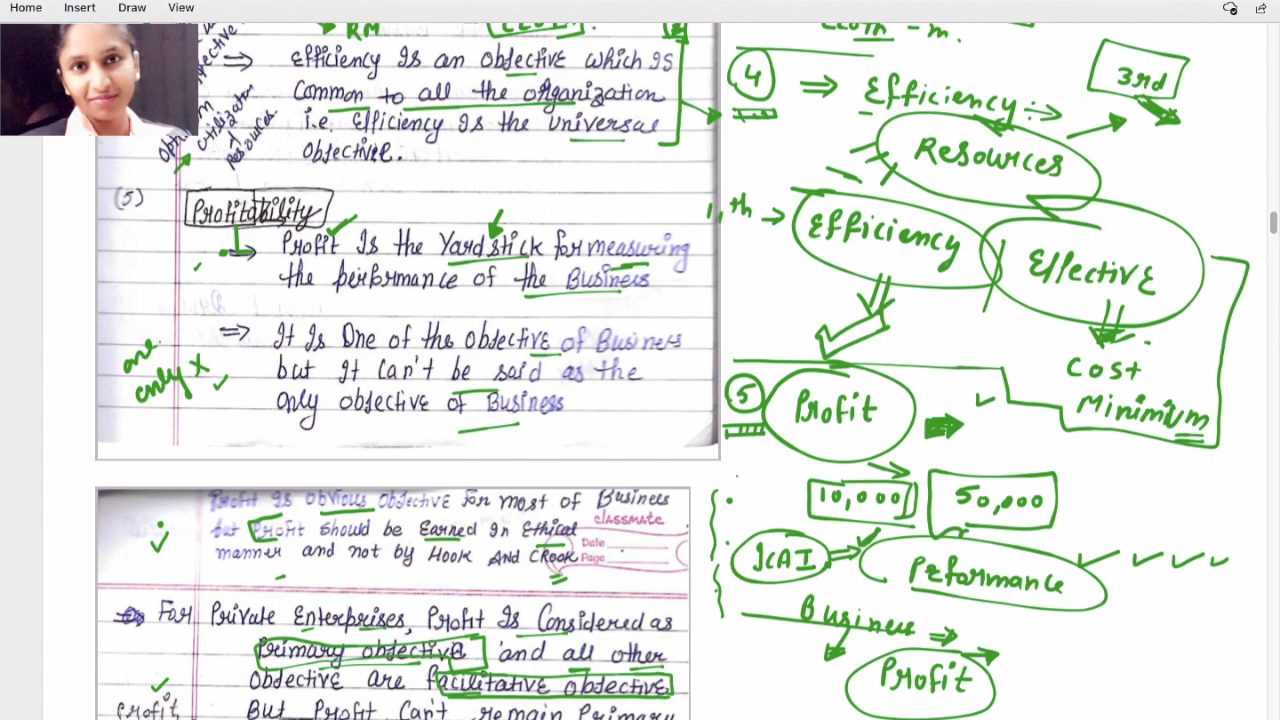 Home Insert Draw View
RM
Efficiency Is an objective which Is
Common to all the organization
i.e. Efficiency Is the universal
objective.
utilization
of
Resources
(5) Profitability
⇒ Profit Is the Yardstick for measuring
the performance of the Business
⇒ It Is One of the objective of Business
but It Can't be said as the
only objective of Business
one
only x
Profit Is obvious objective for most of Business
but Profit should be Earned In Ethical
manner and not by Hook And Crook
classmate
Date
Page
⇒ For Private Enterprises, Profit Is Considered as
Primary objective and all other
objective are facilitative objective
But Profit Can't remain Primary
Profit
Cloth - m.
4 ⇒ Efficiency :→
3rd
Resources
Efficiency
Effective
Cost
Minimum
5 Profit
10,000 50,000
ICAI ⇒ Performance
Business ⇒
Profit